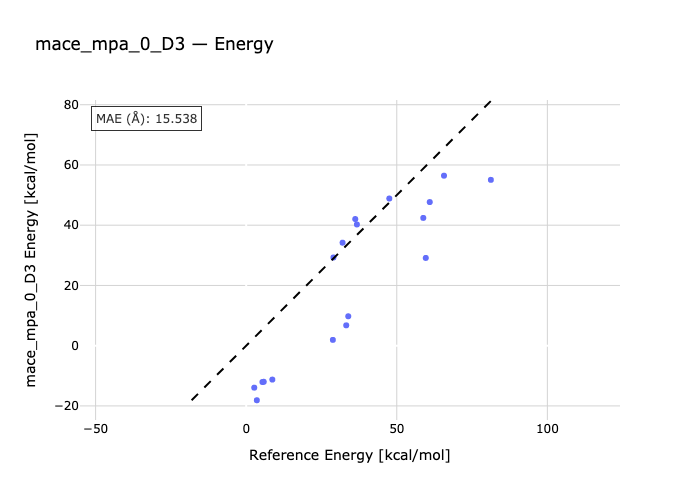 mace_mpa_0_D3 — Energy
MAE (Å): 15.538
mace_mpa_0_D3 Energy [kcal/mol]
80
60
40
20
0
−20
−50
0
50
100
Reference Energy [kcal/mol]